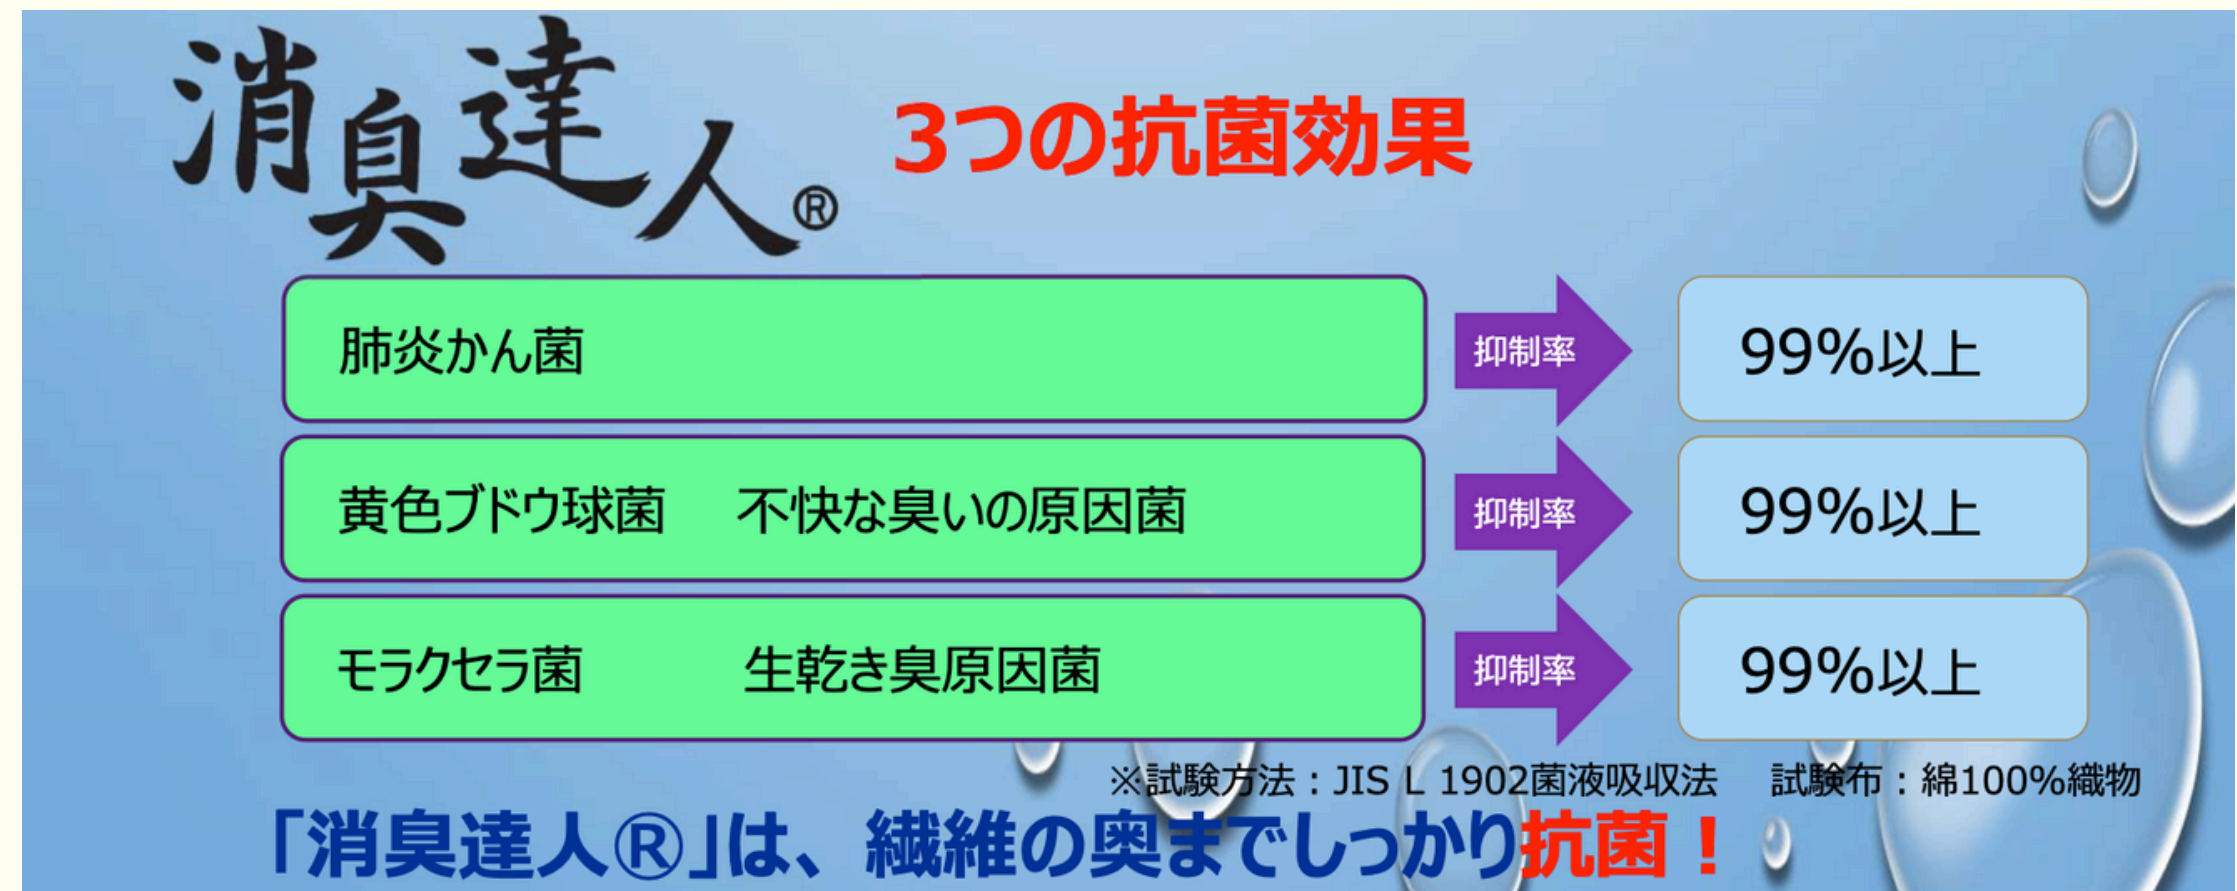 消臭達人® 3つの抗菌効果
肺炎かん菌 抑制率 99%以上
黄色ブドウ球菌 不快な臭いの原因菌 抑制率 99%以上
モラクセラ菌 生乾き臭原因菌 抑制率 99%以上
※試験方法：JIS L 1902菌液吸収法 試験布：綿100%織物
「消臭達人®」は、繊維の奥までしっかり抗菌！